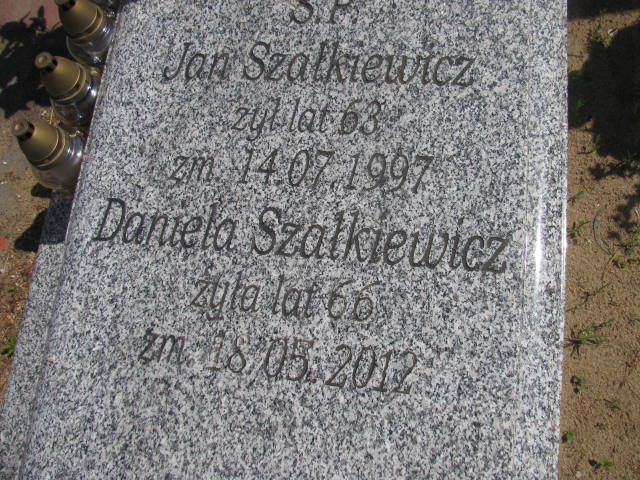 Ś.P.
Jan Szałkiewicz
żył lat 63
zm. 14.07.1997
Daniela Szałkiewicz
żyła lat 66
zm. 18.05.2012